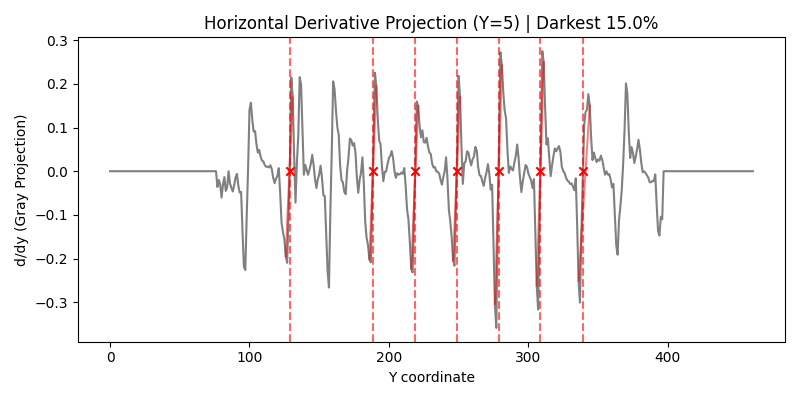 Horizontal Derivative Projection (Y=5) | Darkest 15.0%
d/dy (Gray Projection)
0.3
0.2
0.1
0.0
−0.1
−0.2
−0.3
0 100 200 300 400
Y coordinate